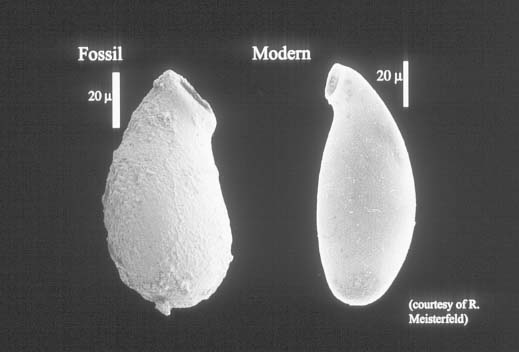 Fossil
Modern
20 μ
20 μ
(courtesy of R.
Meisterfeld)